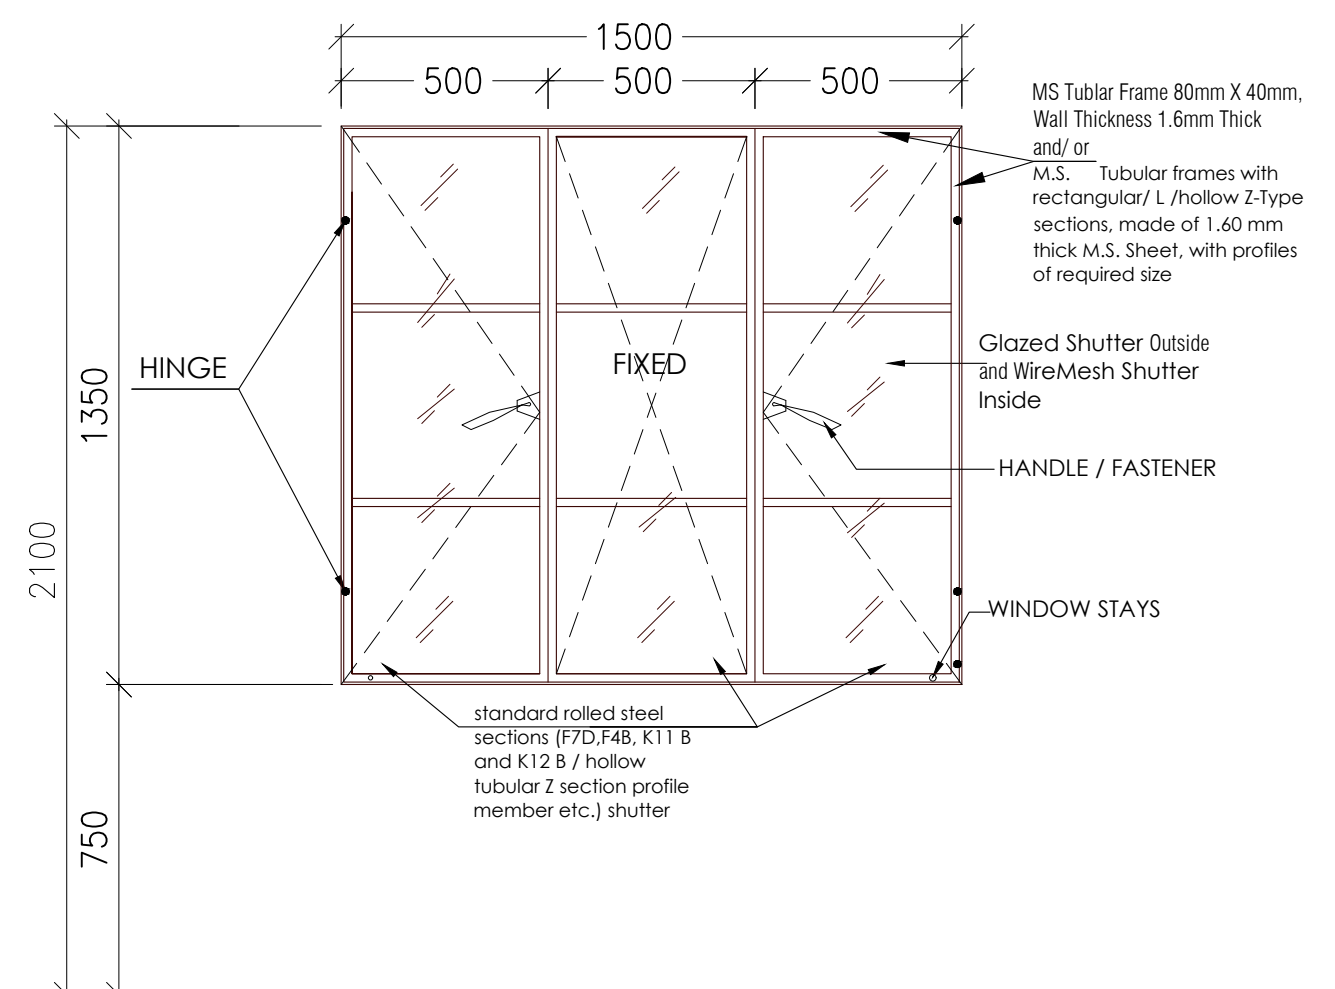 1500
500 500 500
MS Tublar Frame 80mm X 40mm,
Wall Thickness 1.6mm Thick
and/ or
M.S. Tubular frames with
rectangular/ L /hollow Z-Type
sections, made of 1.60 mm
thick M.S. Sheet, with profiles
of required size
HINGE
1350
FIXED
Glazed Shutter Outside
and WireMesh Shutter
Inside
HANDLE / FASTENER
2100
WINDOW STAYS
standard rolled steel
sections (F7D,F4B, K11 B
and K12 B / hollow
tubular Z section profile
member etc.) shutter
750